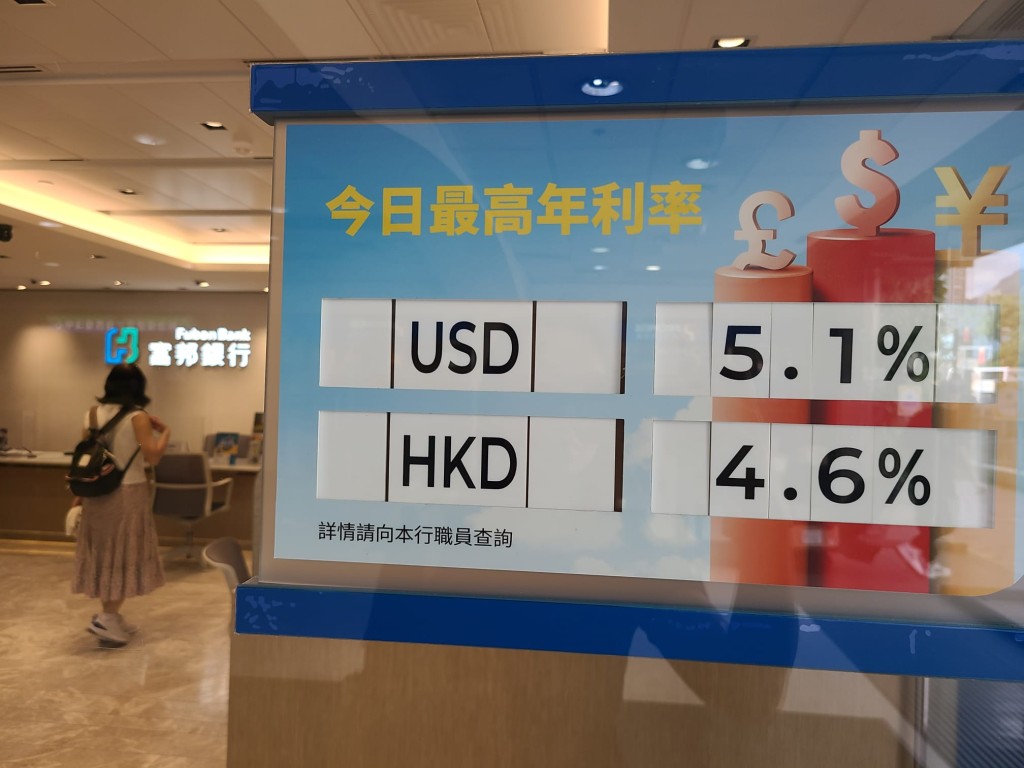 今日最高年利率
USD 5.1%
HKD 4.6%
詳情請向本行職員查詢
Fubon Bank
富邦銀行